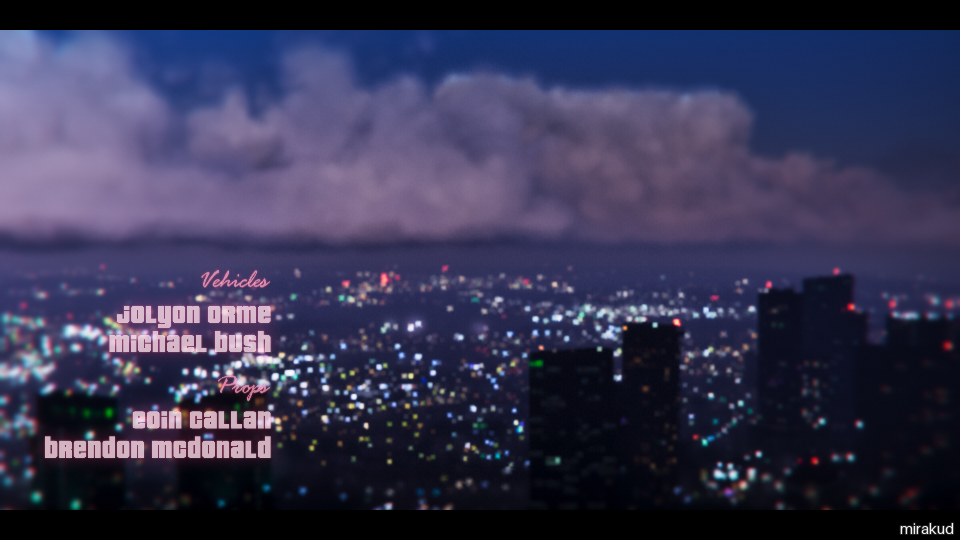 Vehicles
Jolyon Orme
Michael Bush
Props
Eoin Callan
Brendon McDonald
mirakud